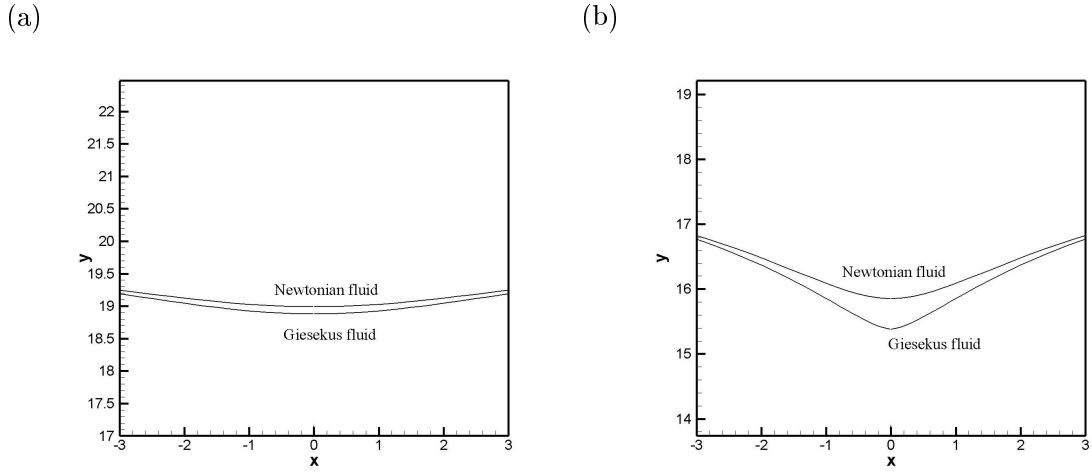 (a)
(b)
22
21.5
21
20.5
20
19.5
19
18.5
18
17.5
17
y
Newtonian fluid
Giesekus fluid
-3 -2 -1 0 1 2 3
x
19
18
17
16
15
14
y
Newtonian fluid
Giesekus fluid
-3 -2 -1 0 1 2 3
x